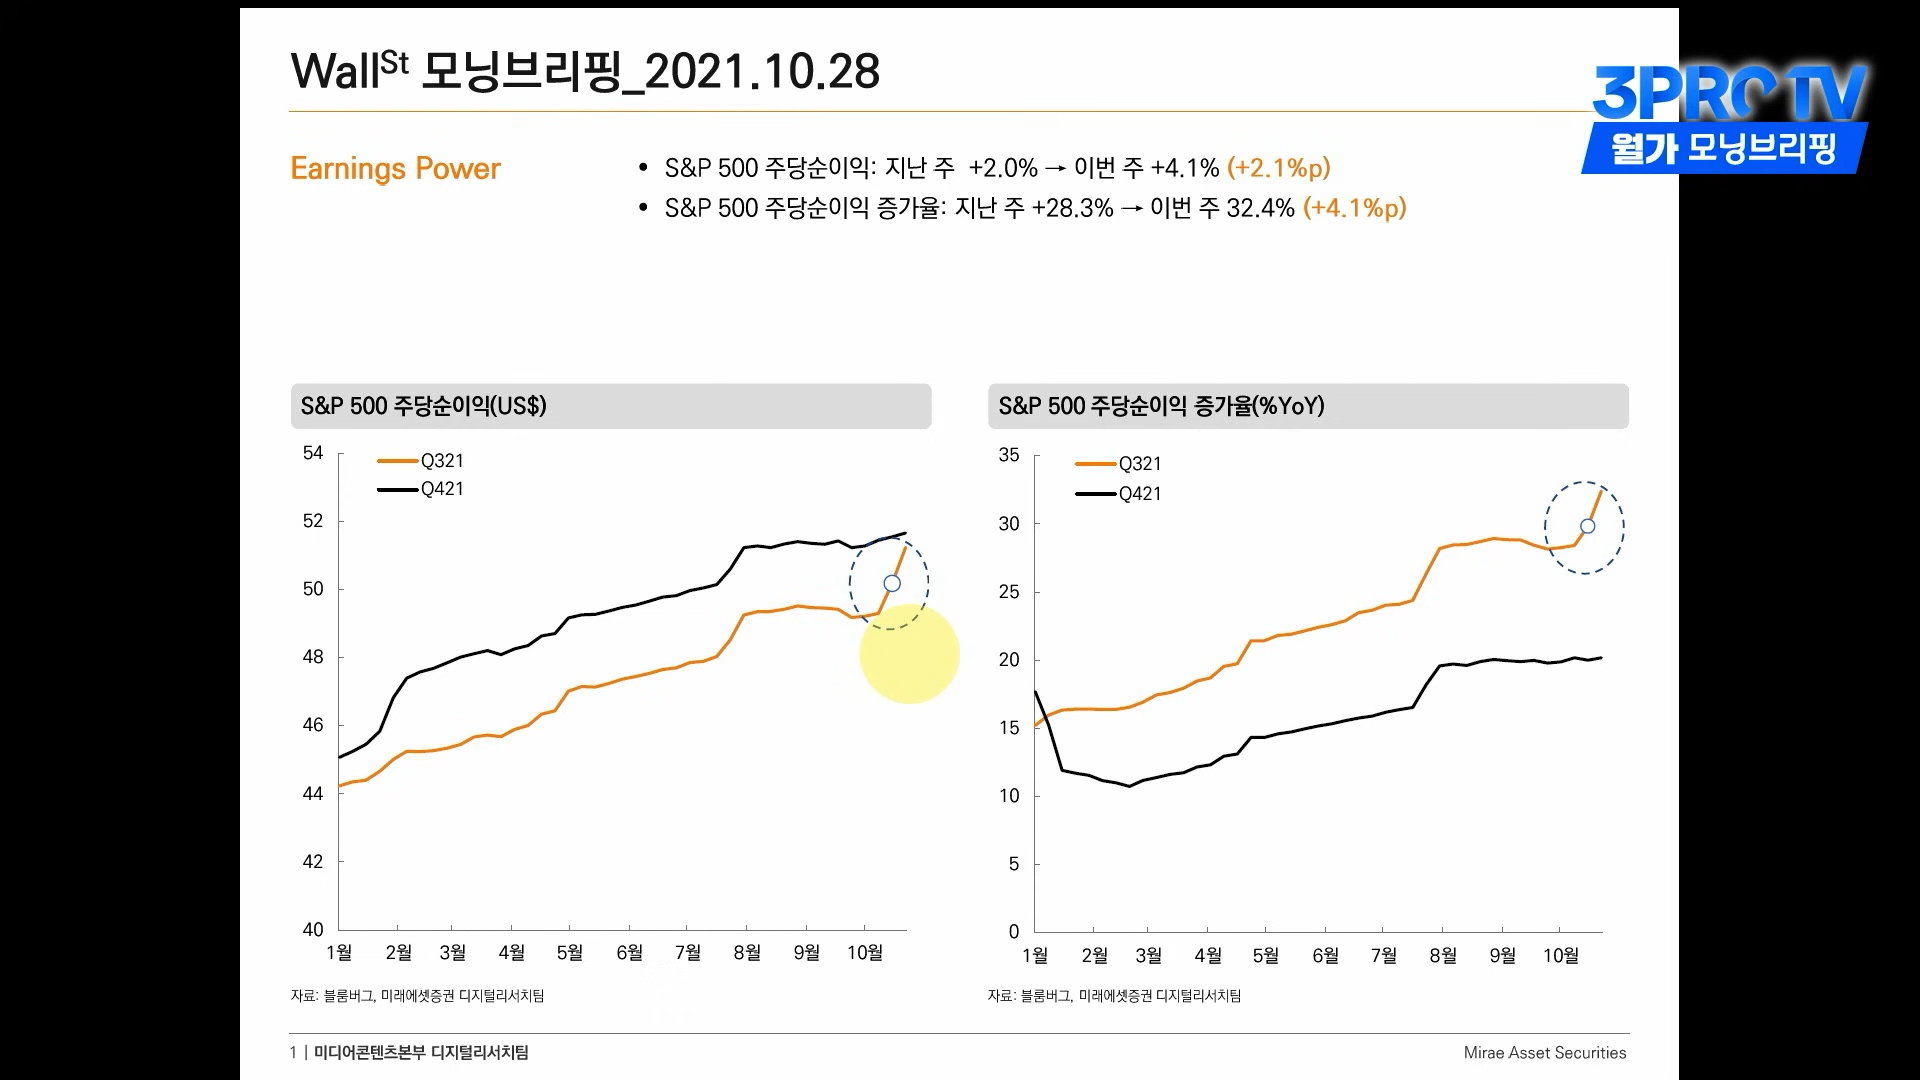 Wall St 모닝브리핑_2021.10.28
3PRO TV
월가 모닝브리핑
Earnings Power
• S&P 500 주당순이익: 지난 주 +2.0% → 이번 주 +4.1% (+2.1%p)
• S&P 500 주당순이익 증가율: 지난 주 +28.3% → 이번 주 32.4% (+4.1%p)
S&P 500 주당순이익(US$)
54
52
50
48
46
44
42
40
Q321
Q421
1월 2월 3월 4월 5월 6월 7월 8월 9월 10월
자료: 블룸버그, 미래에셋증권 디지털리서치팀
S&P 500 주당순이익 증가율(%YoY)
35
30
25
20
15
10
5
0
Q321
Q421
1월 2월 3월 4월 5월 6월 7월 8월 9월 10월
자료: 블룸버그, 미래에셋증권 디지털리서치팀
1 | 미디어콘텐츠본부 디지털리서치팀
Mirae Asset Securities